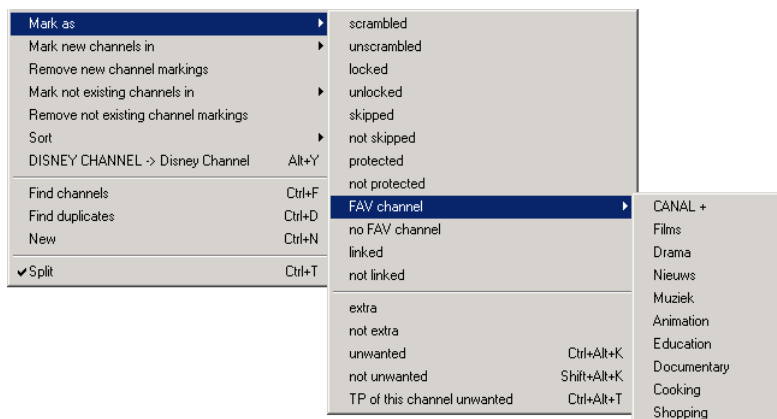 Mark as
Mark new channels in
Remove new channel markings
Mark not existing channels in
Remove not existing channel markings
Sort
DISNEY CHANNEL -> Disney Channel Alt+Y
Find channels Ctrl+F
Find duplicates Ctrl+D
New Ctrl+N
Split Ctrl+T
scrambled
unscrambled
locked
unlocked
skipped
not skipped
protected
not protected
FAV channel
no FAV channel
linked
not linked
extra
not extra
unwanted Ctrl+Alt+K
not unwanted Shift+Alt+K
TP of this channel unwanted Ctrl+Alt+T
CANAL +
Films
Drama
Nieuws
Muziek
Animation
Education
Documentary
Cooking
Shopping